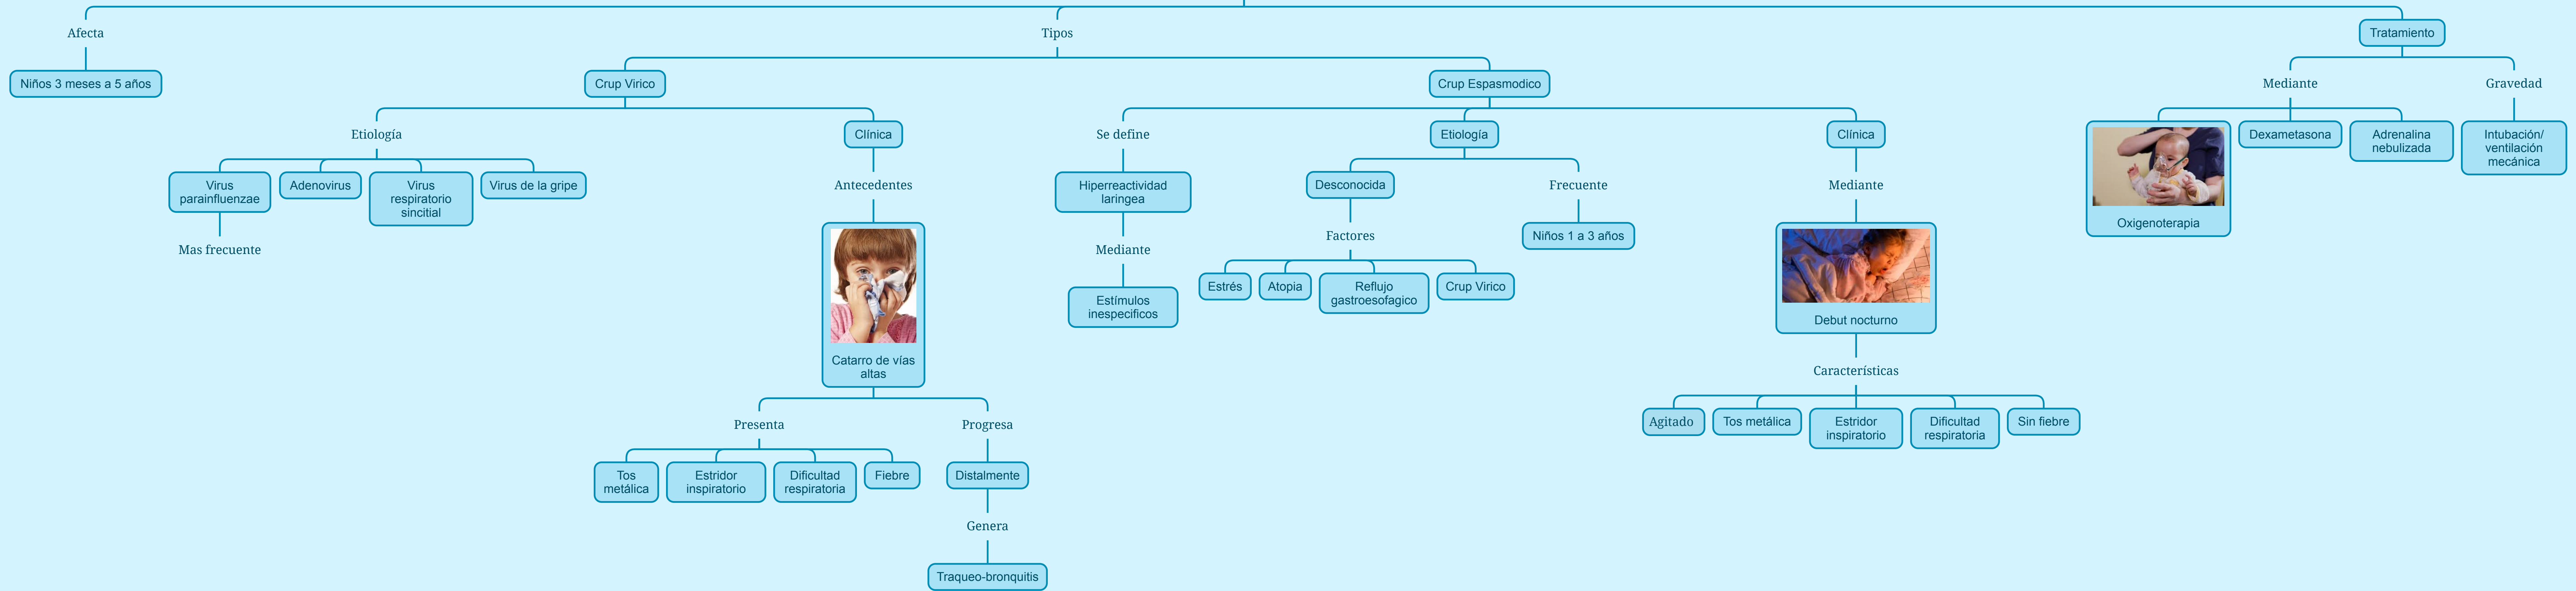 Afecta
Niños 3 meses a 5 años
Tipos
Crup Virico
Etiología
Virus
parainfluenzae
Mas frecuente
Adenovirus
Virus
respiratorio
sincitial
Virus de la gripe
Clínica
Antecedentes
Catarro de vías
altas
Presenta
Tos
metálica
Estridor
inspiratorio
Dificultad
respiratoria
Fiebre
Progresa
Distalmente
Genera
Traqueo-bronquitis
Crup Espasmodico
Se define
Hiperreactividad
laringea
Mediante
Estímulos
inespecificos
Etiología
Desconocida
Factores
Estrés
Atopia
Reflujo
gastroesofagico
Crup Virico
Frecuente
Niños 1 a 3 años
Clínica
Mediante
Debut nocturno
Características
Agitado
Tos metálica
Estridor
inspiratorio
Dificultad
respiratoria
Sin fiebre
Tratamiento
Mediante
Oxigenoterapia
Dexametasona
Adrenalina
nebulizada
Gravedad
Intubación/
ventilación
mecánica